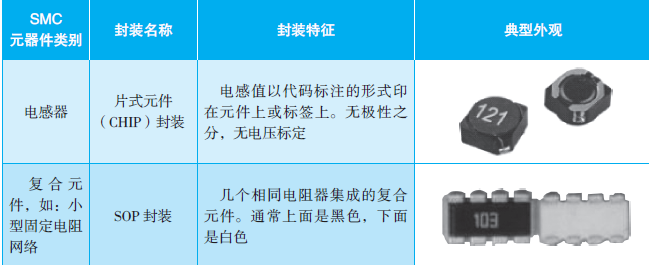 SMC
元器件类别
封装名称
封装特征
典型外观
电感器
片式元件
（CHIP）封装
电感值以代码标注的形式印
在元件上或标签上。无极性之
分，无电压标定
121
复合元
件，如：小
型固定电阻
网络
SOP 封装
几个相同电阻器集成的复合
元件。通常上面是黑色，下面
是白色
103